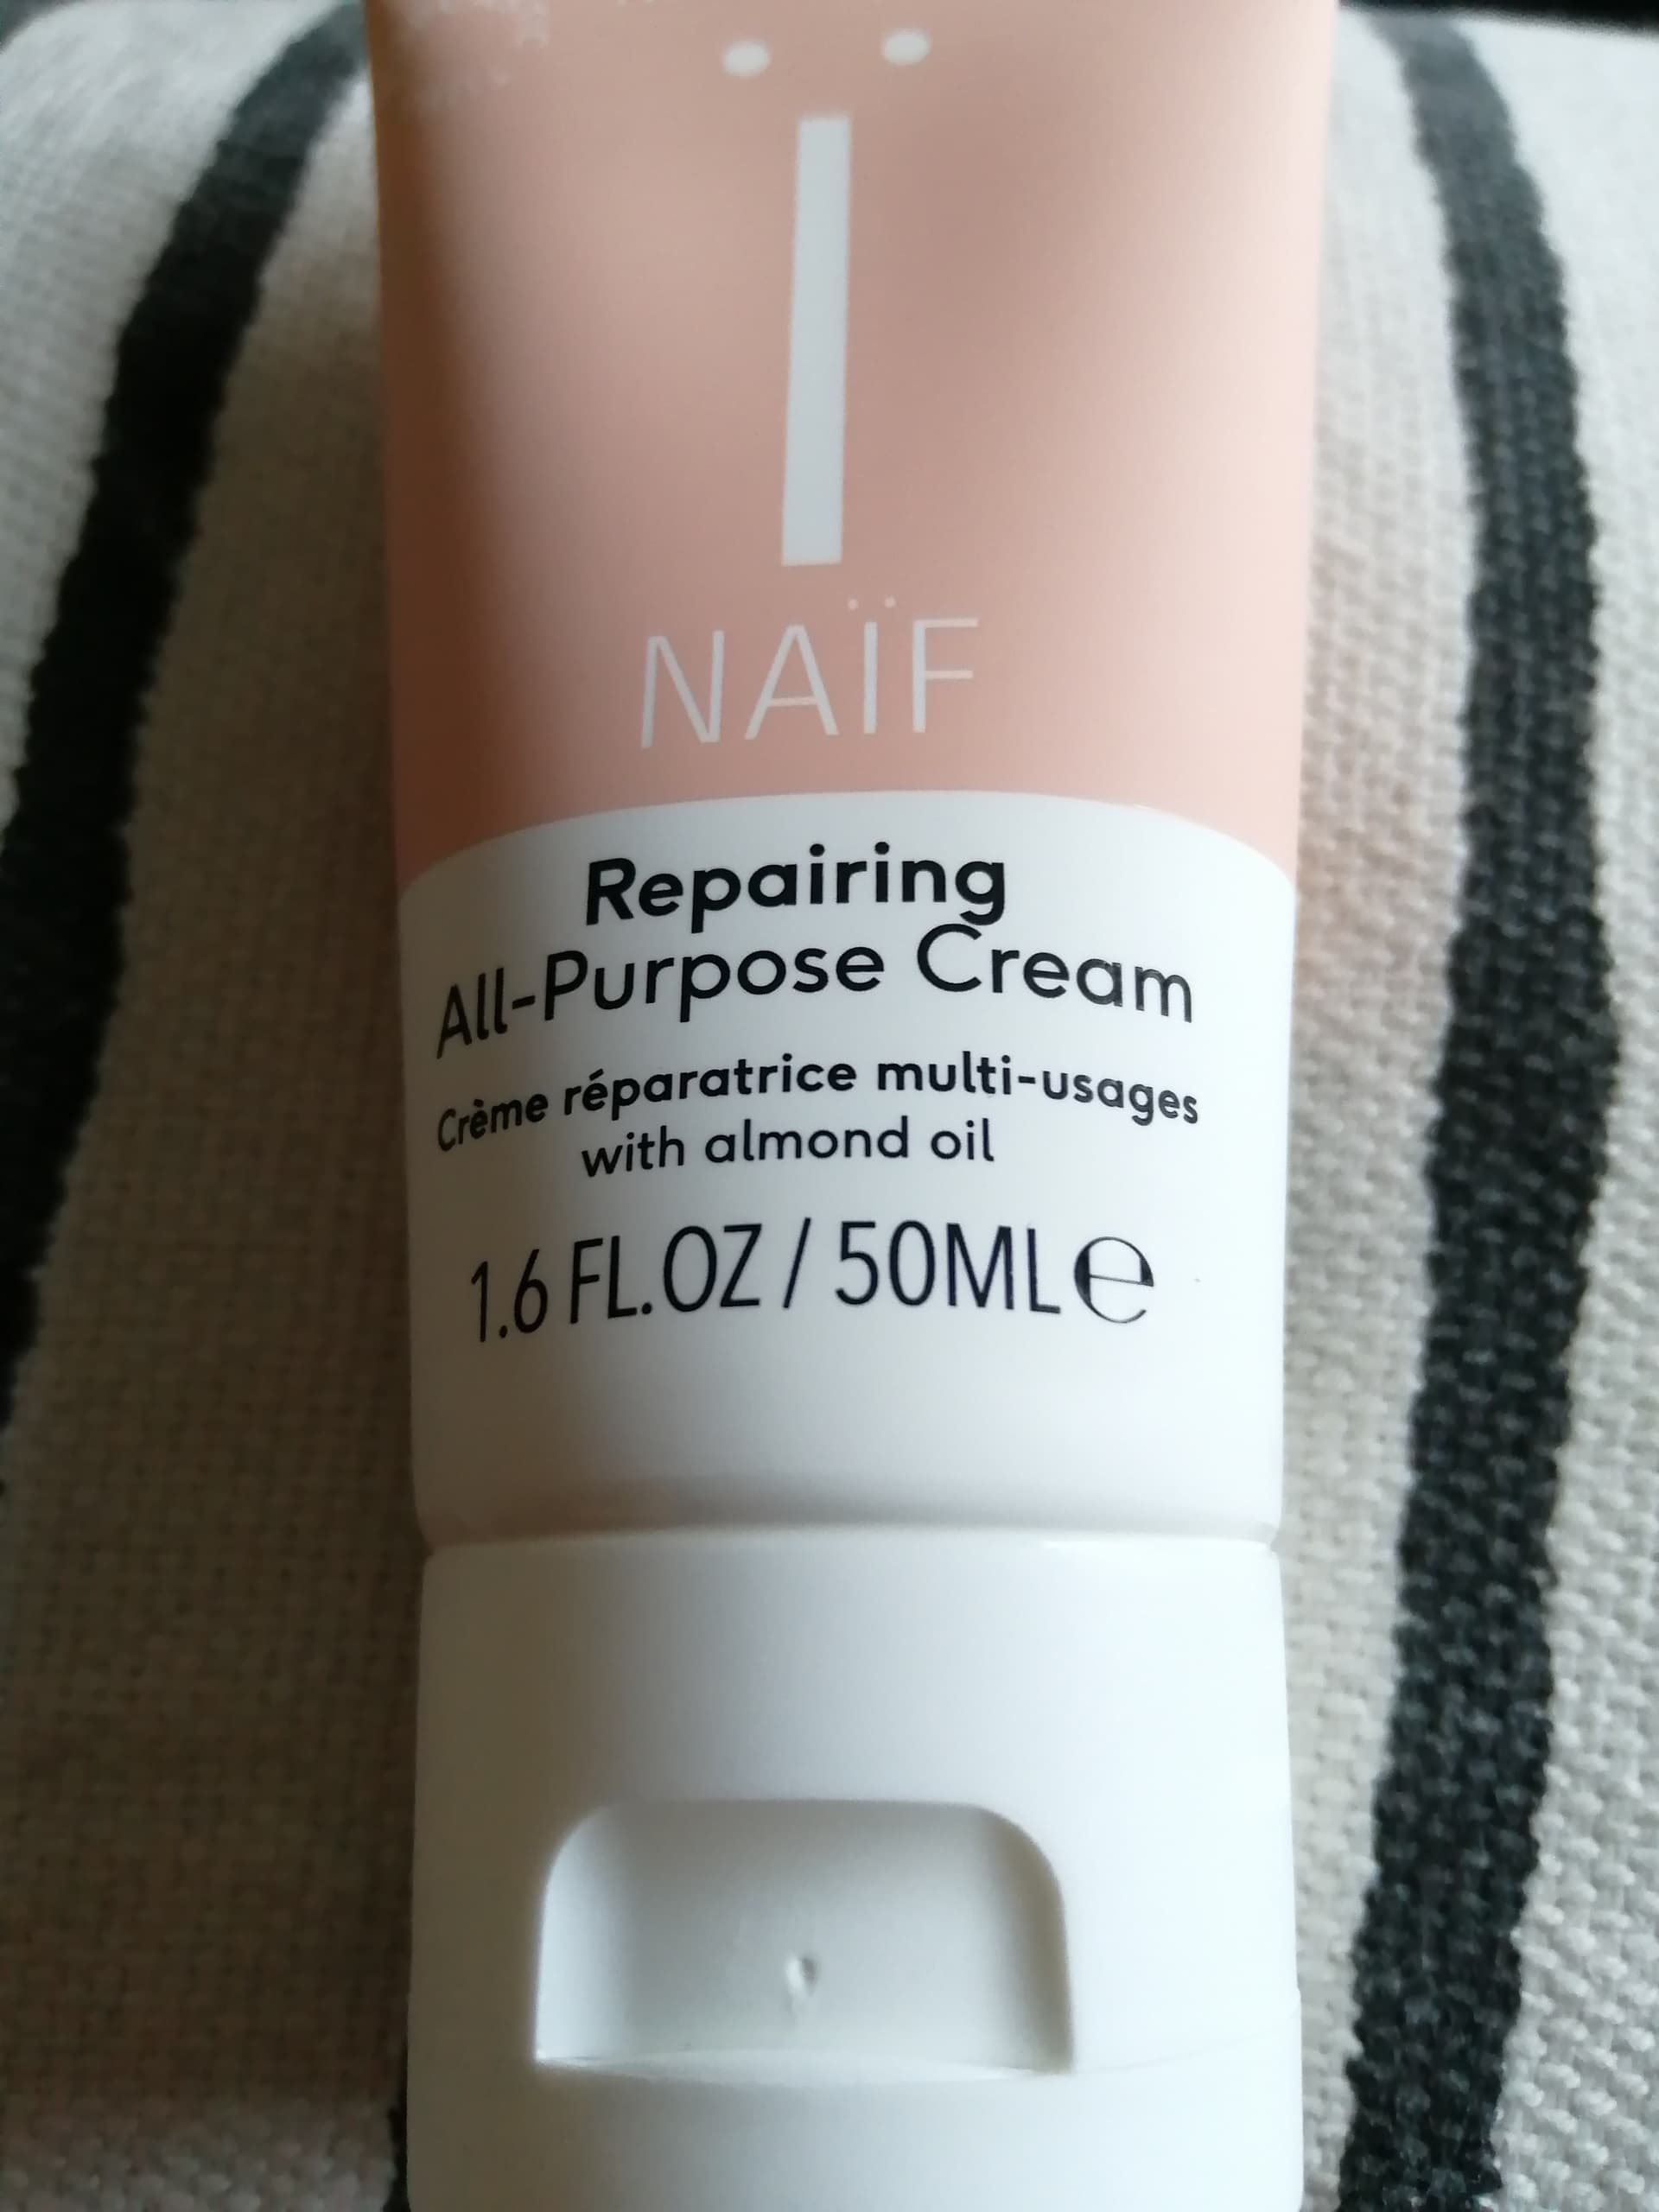 NAÏF
Repairing
All-Purpose Cream
Crème réparatrice multi-usages
with almond oil
1.6 FL.OZ / 50ML ℮